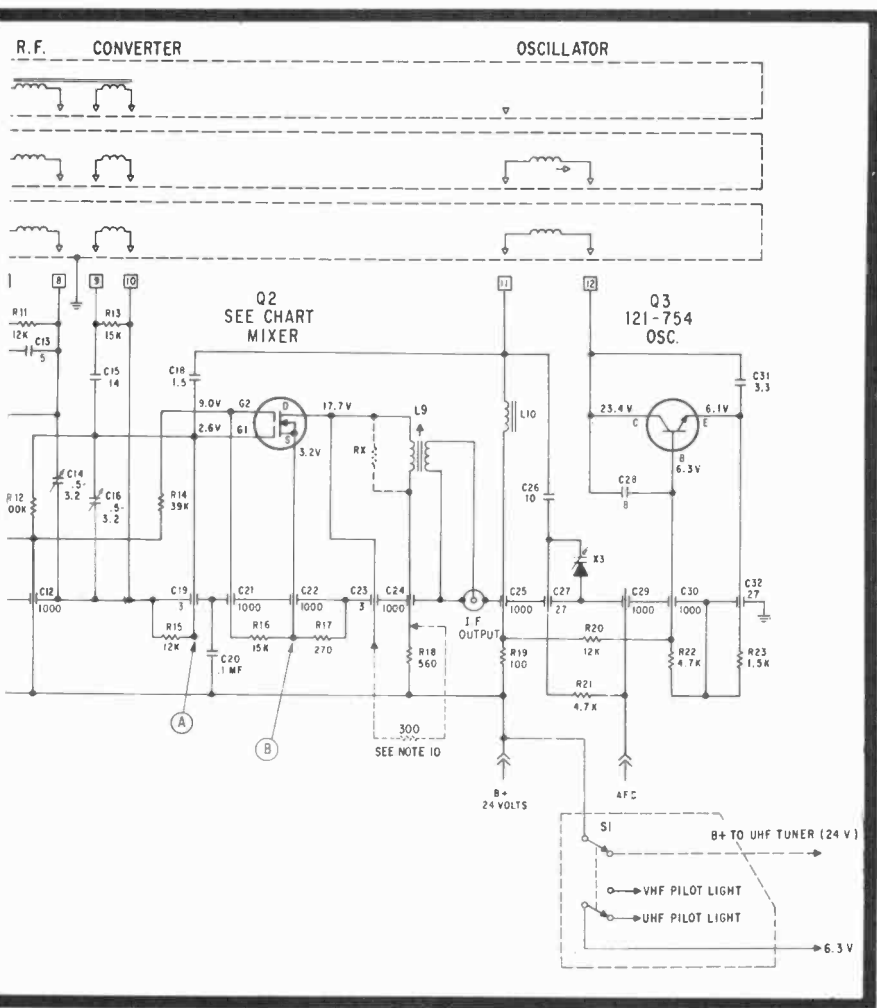 R.F. CONVERTER OSCILLATOR
8 9 10 11 12
Q2
SEE CHART
MIXER
Q3
121-754
OSC.
R11
12K
R13
15K
C13
5
C15
14
C18
1.5
C31
3.3
9.0V G2 D 17.7V
2.6V G1 S
3.2V
L9
RX
L10
23.4V C E 6.1V
B
6.3V
C14
.5-
3.2
C16
.5-
3.2
R12
00K
R14
39K
C26
10
C28
8
X3
C12
1000
C19
3
C21
1000
C22
1000
C23
3
C24
1000
I.F
OUTPUT
C25
1000
C27
27
C29
1000
C30
1000
C32
27
R15
12K
C20
.1 MF
R16
15K
R17
270
R18
560
R19
100
R20
12K
R21
4.7K
R22
4.7K
R23
1.5K
A
B
300
SEE NOTE 10
B+
24 VOLTS
AFC
S1
B+ TO UHF TUNER (24 V)
VHF PILOT LIGHT
UHF PILOT LIGHT
6.3 V